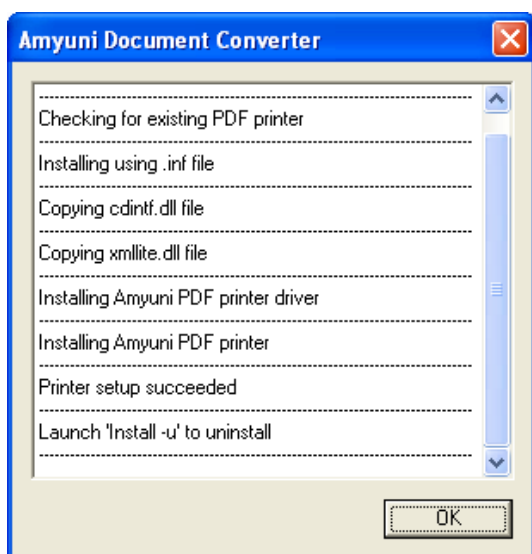 Amyuni Document Converter
Checking for existing PDF printer
Installing using .inf file
Copying cdintf.dll file
Copying xmllite.dll file
Installing Amyuni PDF printer driver
Installing Amyuni PDF printer
Printer setup succeeded
Launch 'Install -u' to uninstall
OK